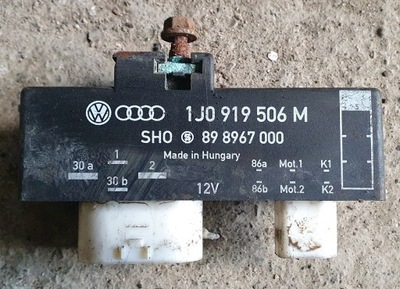 1J0 919 506 M
SHO S 89 8967 000
Made in Hungary
30 a 1 2 86a Mot.1 K1
30 b 12V 86b Mot.2 K2